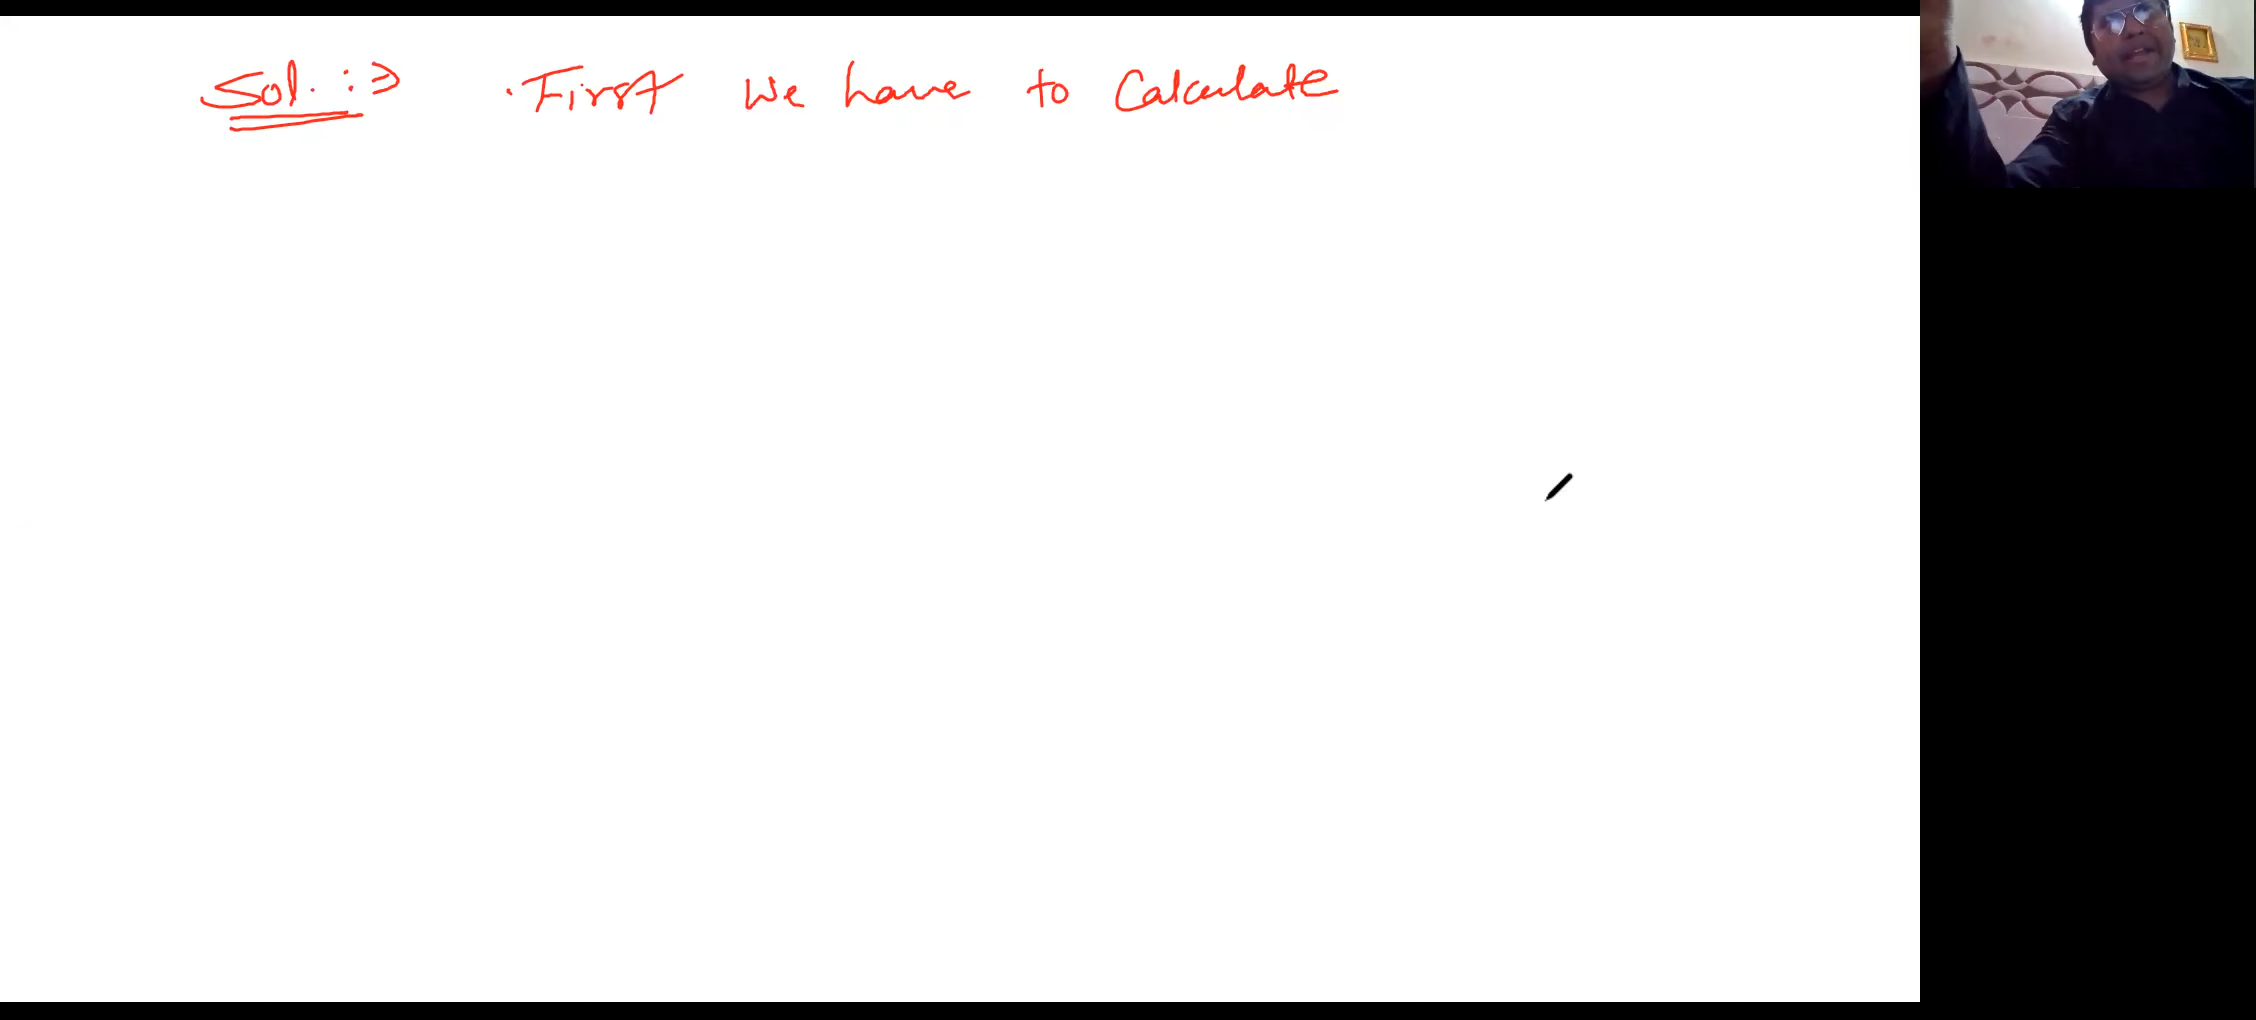 Sol. :⇒ . First We have to Calculate